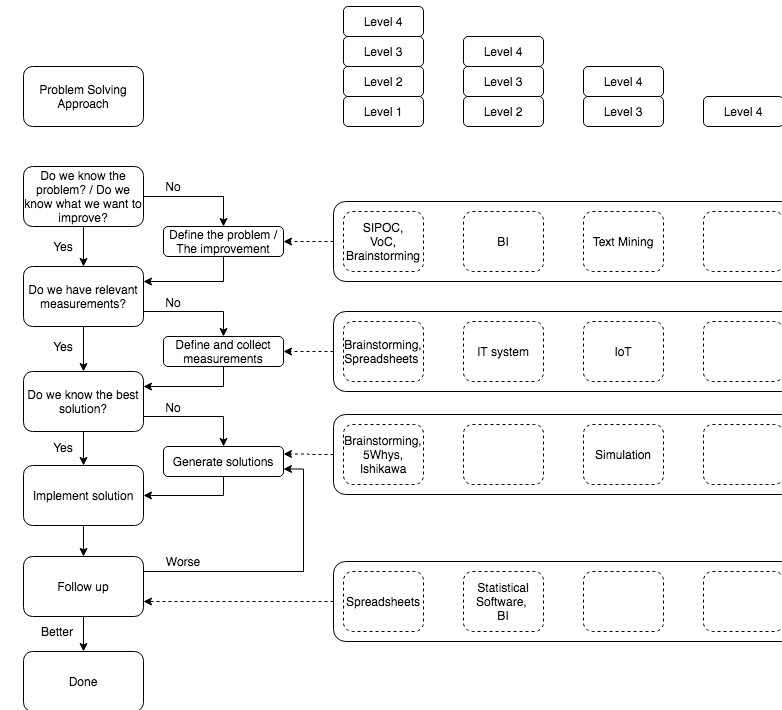 Level 4
Level 3
Level 4
Problem Solving
Approach
Level 2
Level 3
Level 4
Level 1
Level 2
Level 3
Level 4
Do we know the
problem? / Do we
know what we want to
improve?
No
Define the problem /
The improvement
SIPOC,
VoC,
Brainstorming
BI
Text Mining
Yes
Do we have relevant
measurements?
No
Define and collect
measurements
Brainstorming,
Spreadsheets
IT system
IoT
Yes
Do we know the best
solution?
No
Generate solutions
Brainstorming,
5Whys,
Ishikawa
Simulation
Yes
Implement solution
Worse
Follow up
Spreadsheets
Statistical
Software,
BI
Better
Done